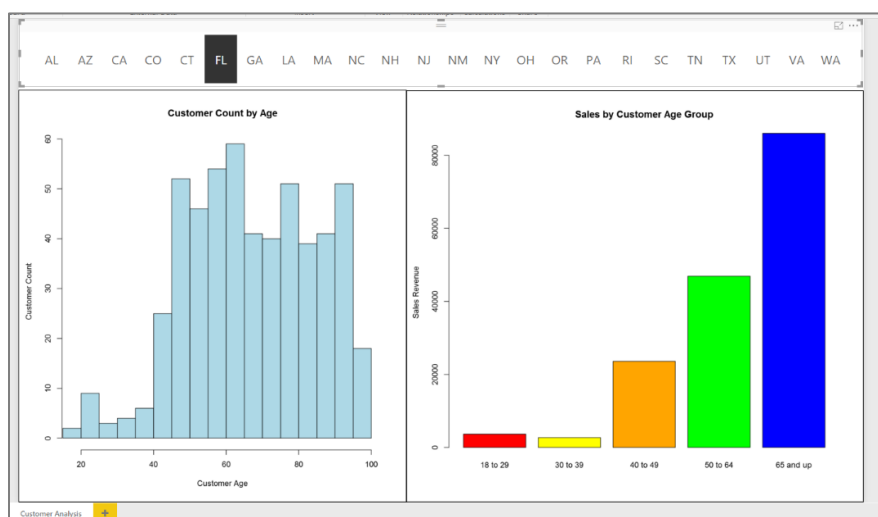 AL AZ CA CO CT FL GA LA MA NC NH NJ NM NY OH OR PA RI SC TN TX UT VA WA
Customer Count by Age
60
50
40
30
20
10
0
Customer Count
20 40 60 80 100
Customer Age
Sales by Customer Age Group
80000
60000
40000
20000
0
Sales Revenue
18 to 29 30 to 39 40 to 49 50 to 64 65 and up
Customer Analysis +